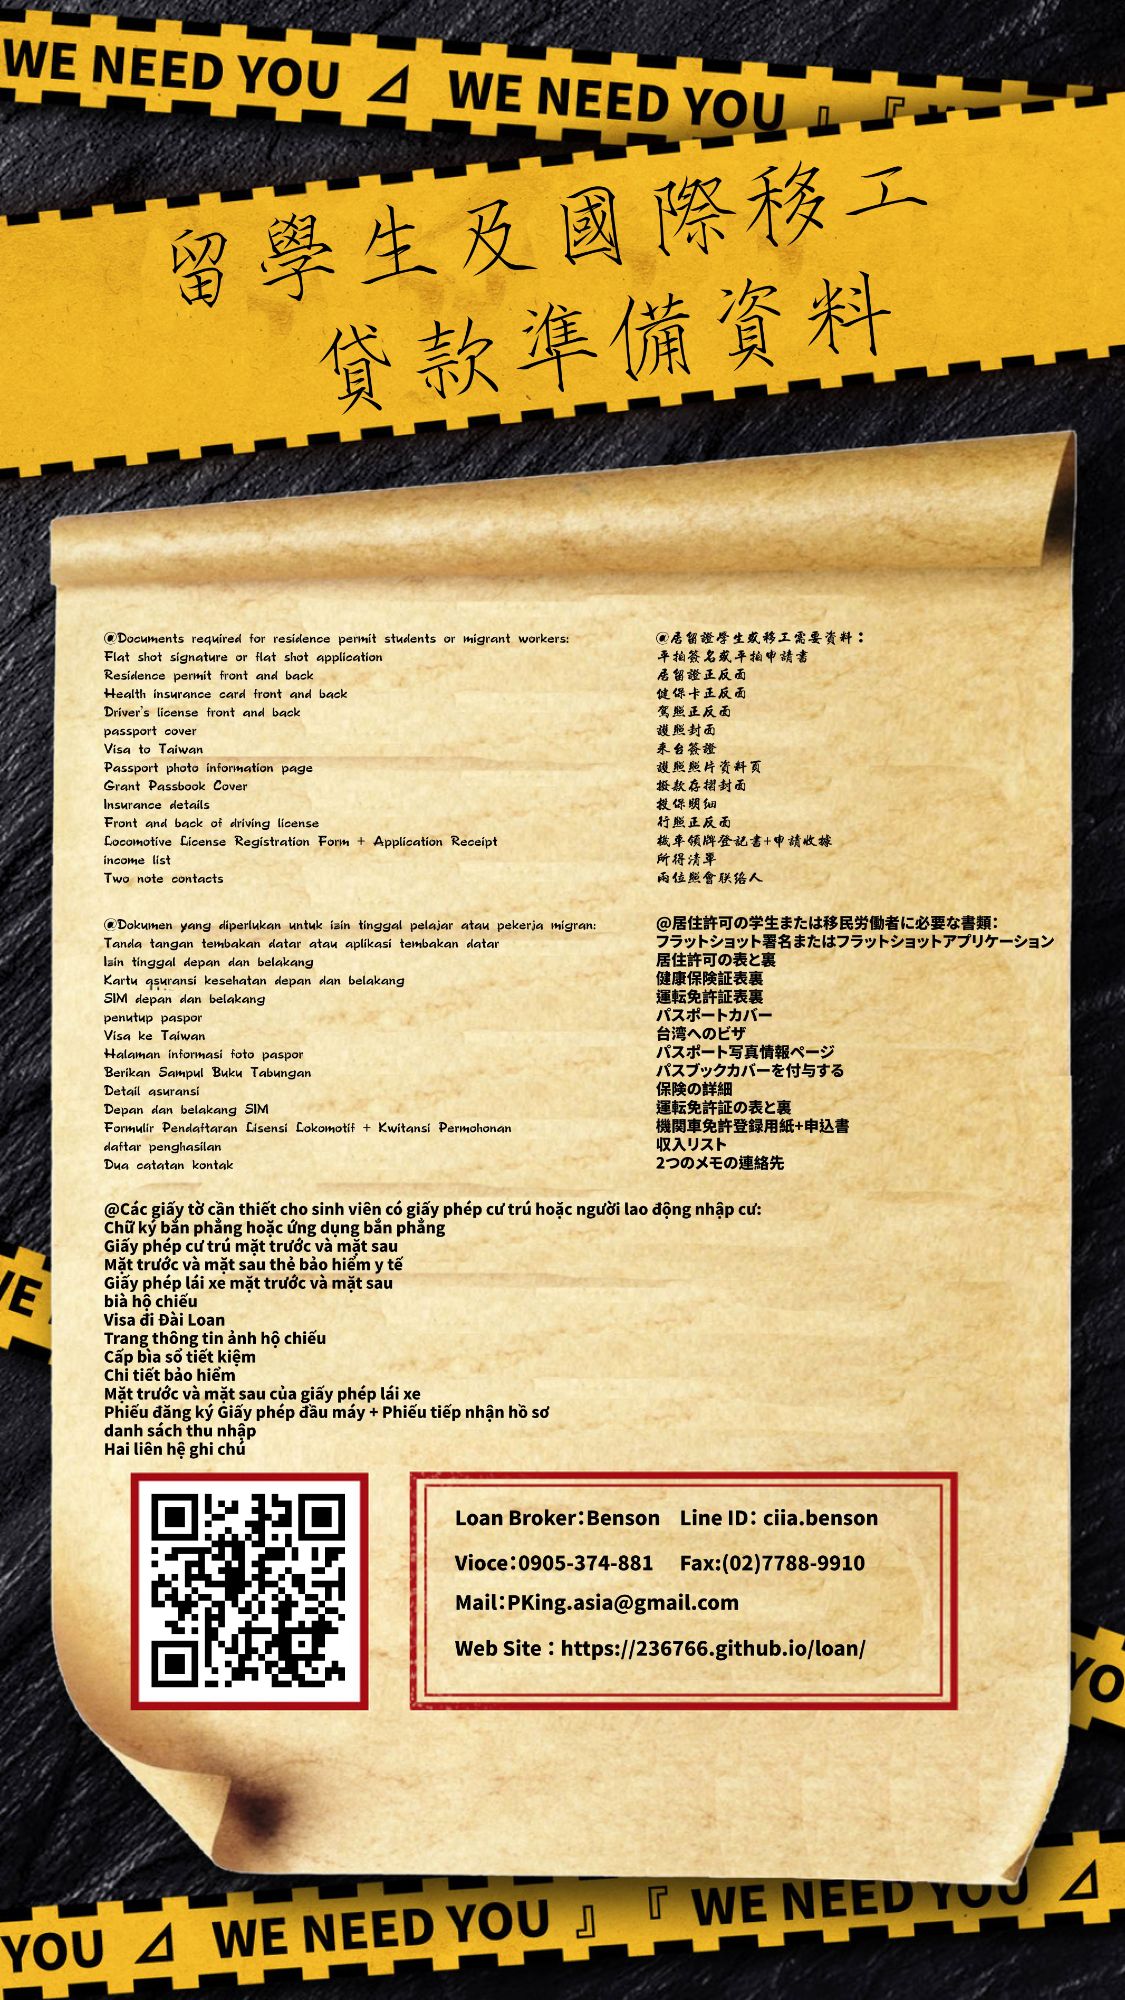 WE NEED YOU ⊿ WE NEED YOU 』『
留學生及國際移工
貸款準備資料
@Documents required for residence permit students or migrant workers:
Flat shot signature or flat shot application
Residence permit front and back
Health insurance card front and back
Driver's license front and back
passport cover
Visa to Taiwan
Passport photo information page
Grant Passbook Cover
Insurance details
Front and back of driving license
Locomotive License Registration Form + Application Receipt
income list
Two note contacts
@居留證學生或移工需要資料：
平拍簽名或平拍申請書
居留證正反面
健保卡正反面
駕照正反面
護照封面
來台簽證
護照照片資料頁
撥款存摺封面
投保明細
行照正反面
機車領牌登記書+申請收據
所得清單
兩位照會联络人
@Dokumen yang diperlukan untuk izin tinggal pelajar atau pekerja migran:
Tanda tangan tembakan datar atau aplikasi tembakan datar
Izin tinggal depan dan belakang
Kartu asuransi kesehatan depan dan belakang
SIM depan dan belakang
penutup paspor
Visa ke Taiwan
Halaman informasi foto paspor
Berikan Sampul Buku Tabungan
Detail asuransi
Depan dan belakang SIM
Formulir Pendaftaran Lisensi Lokomotif + Kwitansi Permohonan
daftar penghasilan
Dua catatan kontak
@居住許可の学生または移民労働者に必要な書類：
フラットショット署名またはフラットショットアプリケーション
居住許可の表と裏
健康保険証表裏
運転免許証表裏
パスポートカバー
台湾へのビザ
パスポート写真情報ページ
パスブックカバーを付与する
保険の詳細
運転免許証の表と裏
機関車免許登録用紙+申込書
収入リスト
2つのメモの連絡先
@Các giấy tờ cần thiết cho sinh viên có giấy phép cư trú hoặc người lao động nhập cư:
Chữ ký bắn phẳng hoặc ứng dụng bắn phẳng
Giấy phép cư trú mặt trước và mặt sau
Mặt trước và mặt sau thẻ bảo hiểm y tế
Giấy phép lái xe mặt trước và mặt sau
bià hộ chiếu
Visa đi Đài Loan
Trang thông tin ảnh hộ chiếu
Cấp bìa sổ tiết kiệm
Chi tiết bảo hiểm
Mặt trước và mặt sau của giấy phép lái xe
Phiếu đăng ký Giấy phép đầu máy + Phiếu tiếp nhận hồ sơ
danh sách thu nhập
Hai liên hệ ghi chú
Loan Broker：Benson Line ID： ciia.benson
Vioce：0905-374-881 Fax:(02)7788-9910
Mail：PKing.asia@gmail.com
Web Site：https://236766.github.io/loan/
YOU ⊿ WE NEED YOU 』『 WE NEED YOU ⊿